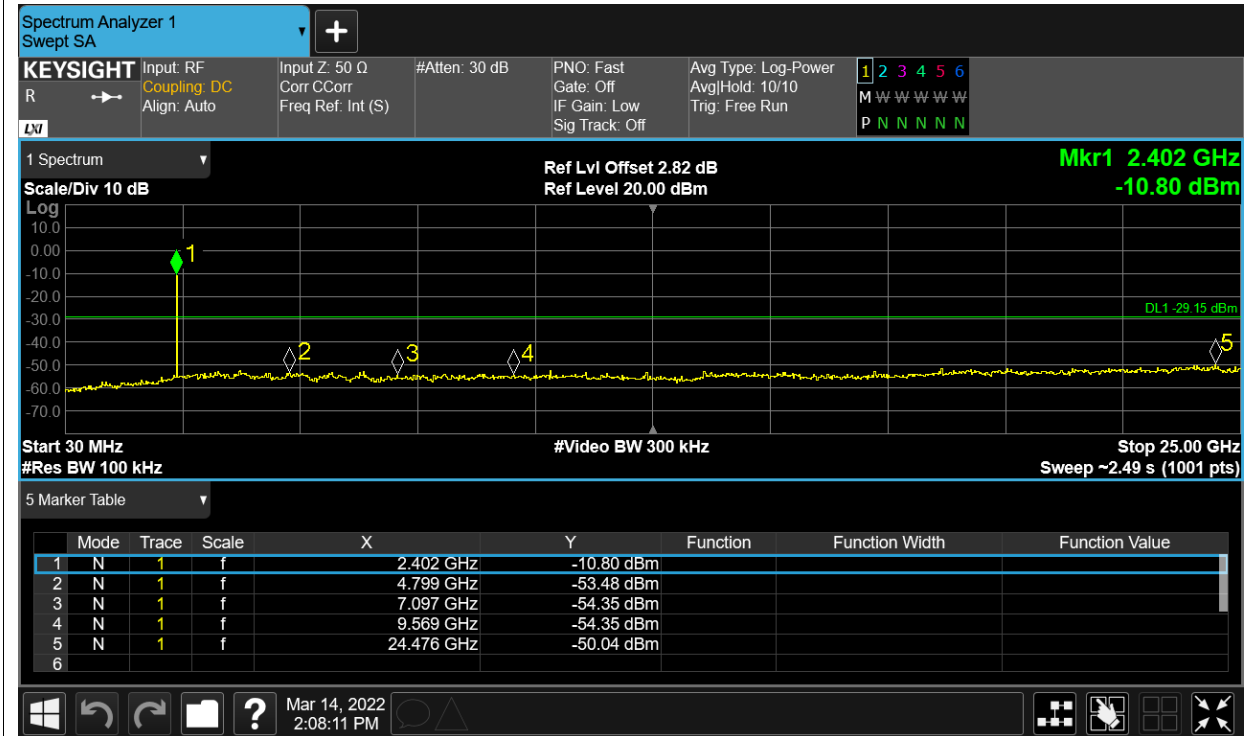 Spectrum Analyzer 1
Swept SA
KEYSIGHT
R
LXI
Input: RF
Coupling: DC
Align: Auto
Input Z: 50 Ω
Corr CCorr
Freq Ref: Int (S)
#Atten: 30 dB
PNO: Fast
Gate: Off
IF Gain: Low
Sig Track: Off
Avg Type: Log-Power
Avg|Hold: 10/10
Trig: Free Run
1 2 3 4 5 6
M W W W W W
P N N N N N
1 Spectrum
Scale/Div 10 dB
Ref Lvl Offset 2.82 dB
Ref Level 20.00 dBm
Mkr1 2.402 GHz
-10.80 dBm
Log
10.0
0.00
-10.0
-20.0
-30.0
-40.0
-50.0
-60.0
-70.0
1
2
3
4
5
DL1 -29.15 dBm
Start 30 MHz
#Video BW 300 kHz
Stop 25.00 GHz
#Res BW 100 kHz
Sweep ~2.49 s (1001 pts)
5 Marker Table
Mode Trace Scale X Y Function Function Width Function Value
1 N 1 f 2.402 GHz -10.80 dBm
2 N 1 f 4.799 GHz -53.48 dBm
3 N 1 f 7.097 GHz -54.35 dBm
4 N 1 f 9.569 GHz -54.35 dBm
5 N 1 f 24.476 GHz -50.04 dBm
6
?
Mar 14, 2022
2:08:11 PM